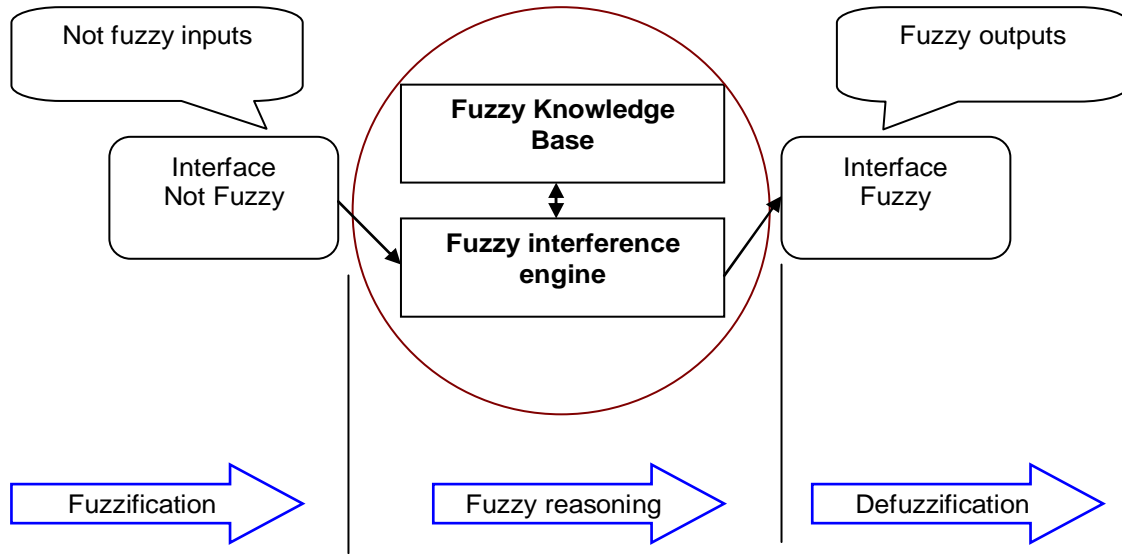 Not fuzzy inputs
Fuzzy outputs
Fuzzy Knowledge
Base
Interface
Not Fuzzy
Interface
Fuzzy
Fuzzy interference
engine
Fuzzification
Fuzzy reasoning
Defuzzification